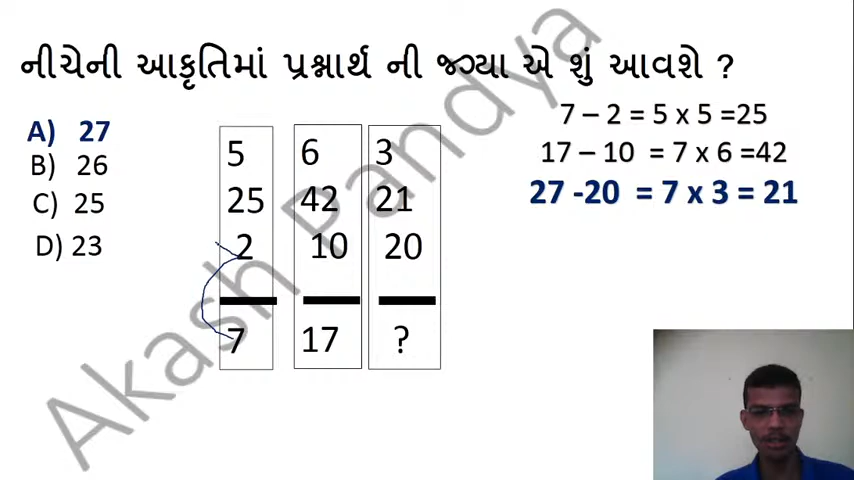 નીચેની આકૃતિમાં પ્રશ્નાર્થ ની જગ્યા એ શું આવશે ?
A) 27
B) 26
C) 25
D) 23
5 6 3
25 42 21
2 10 20
7 17 ?
7 – 2 = 5 x 5 =25
17 – 10 = 7 x 6 =42
27 -20 = 7 x 3 = 21
Akash Pandya